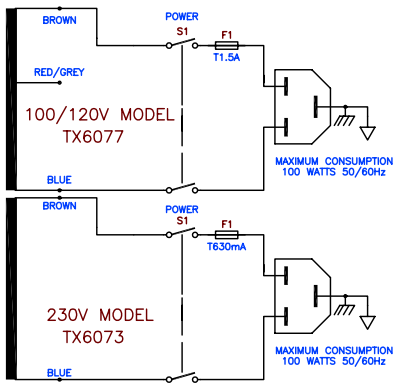 BROWN
POWER
S1
F1
T1.5A
RED/GREY
100/120V MODEL
TX6077
MAXIMUM CONSUMPTION
100 WATTS 50/60Hz
BLUE
BROWN
POWER
S1
F1
T630mA
230V MODEL
TX6073
MAXIMUM CONSUMPTION
100 WATTS 50/60Hz
BLUE